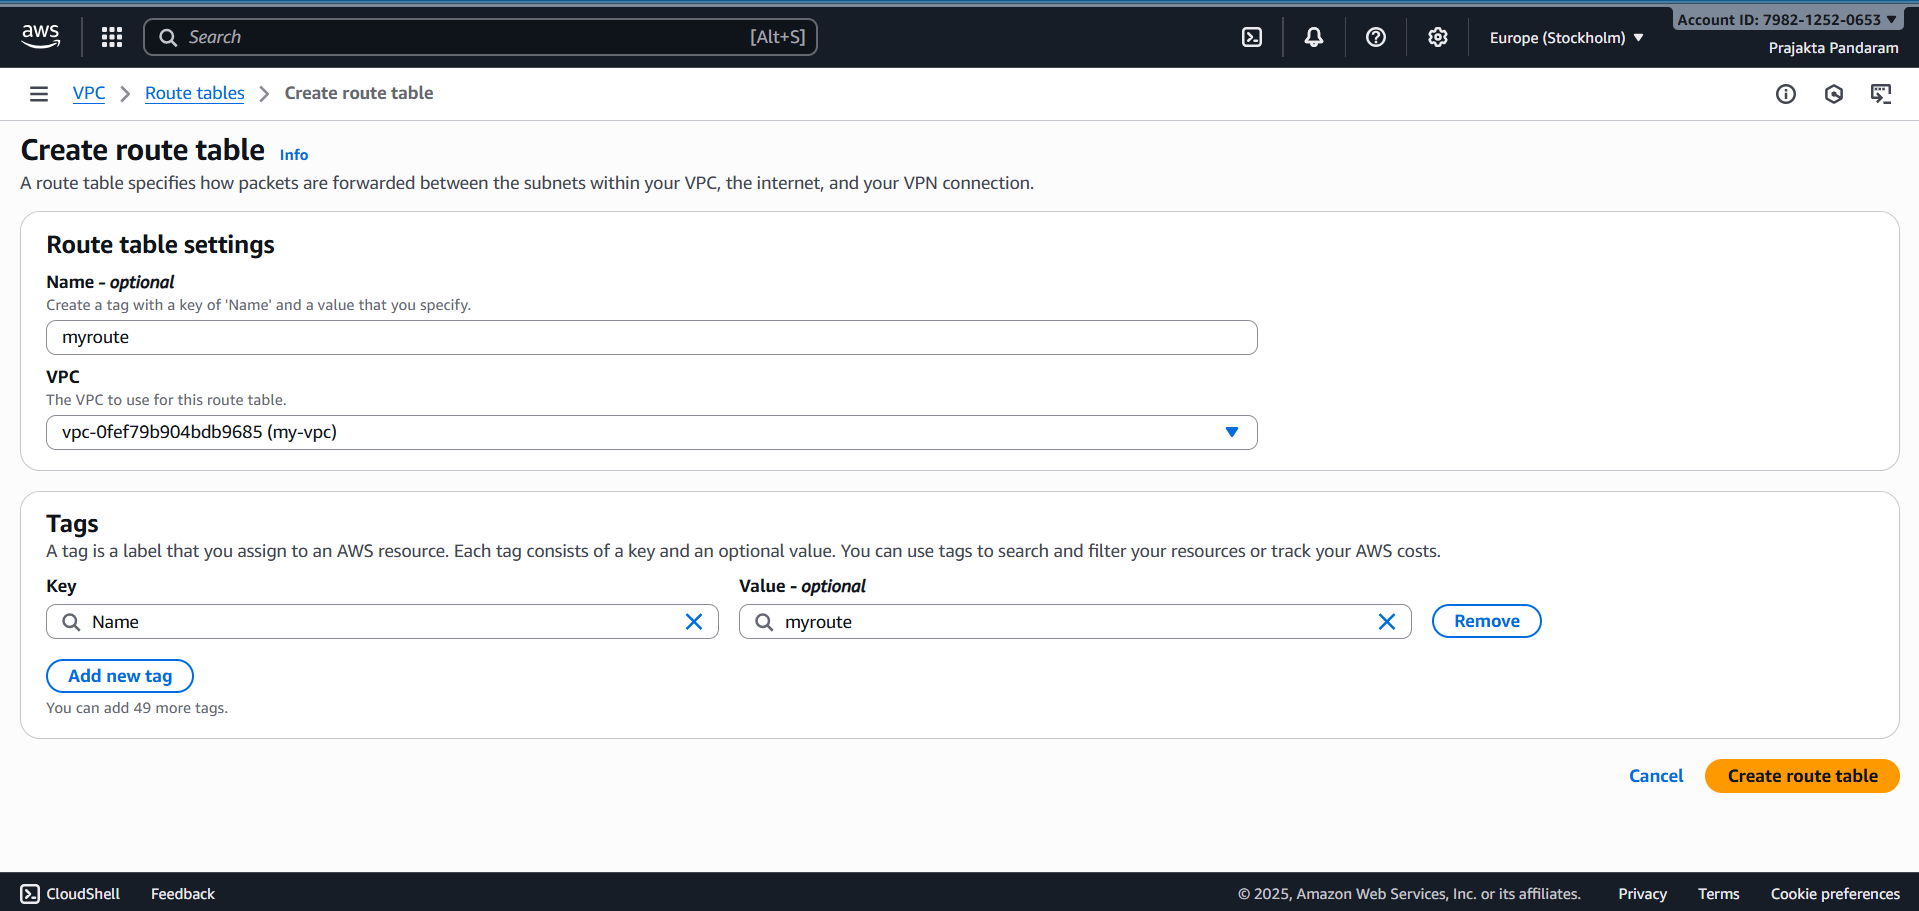 aws
Search [Alt+S]
Europe (Stockholm)
Account ID: 7982-1252-0653
Prajakta Pandaram
VPC > Route tables > Create route table
Create route table Info
A route table specifies how packets are forwarded between the subnets within your VPC, the internet, and your VPN connection.
Route table settings
Name - optional
Create a tag with a key of 'Name' and a value that you specify.
myroute
VPC
The VPC to use for this route table.
vpc-0fef79b904bdb9685 (my-vpc)
Tags
A tag is a label that you assign to an AWS resource. Each tag consists of a key and an optional value. You can use tags to search and filter your resources or track your AWS costs.
Key Value - optional
Name myroute Remove
Add new tag
You can add 49 more tags.
Cancel Create route table
CloudShell Feedback © 2025, Amazon Web Services, Inc. or its affiliates. Privacy Terms Cookie preferences